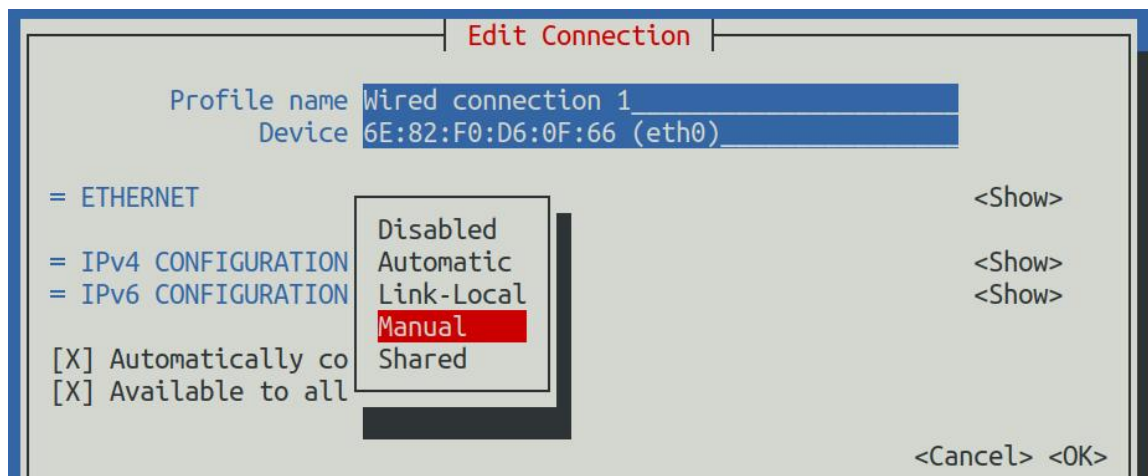 Edit Connection
Profile name Wired connection 1
Device 6E:82:F0:D6:0F:66 (eth0)
= ETHERNET <Show>
Disabled
= IPv4 CONFIGURATION Automatic <Show>
= IPv6 CONFIGURATION Link-Local <Show>
Manual
[X] Automatically co Shared
[X] Available to all
<Cancel> <OK>